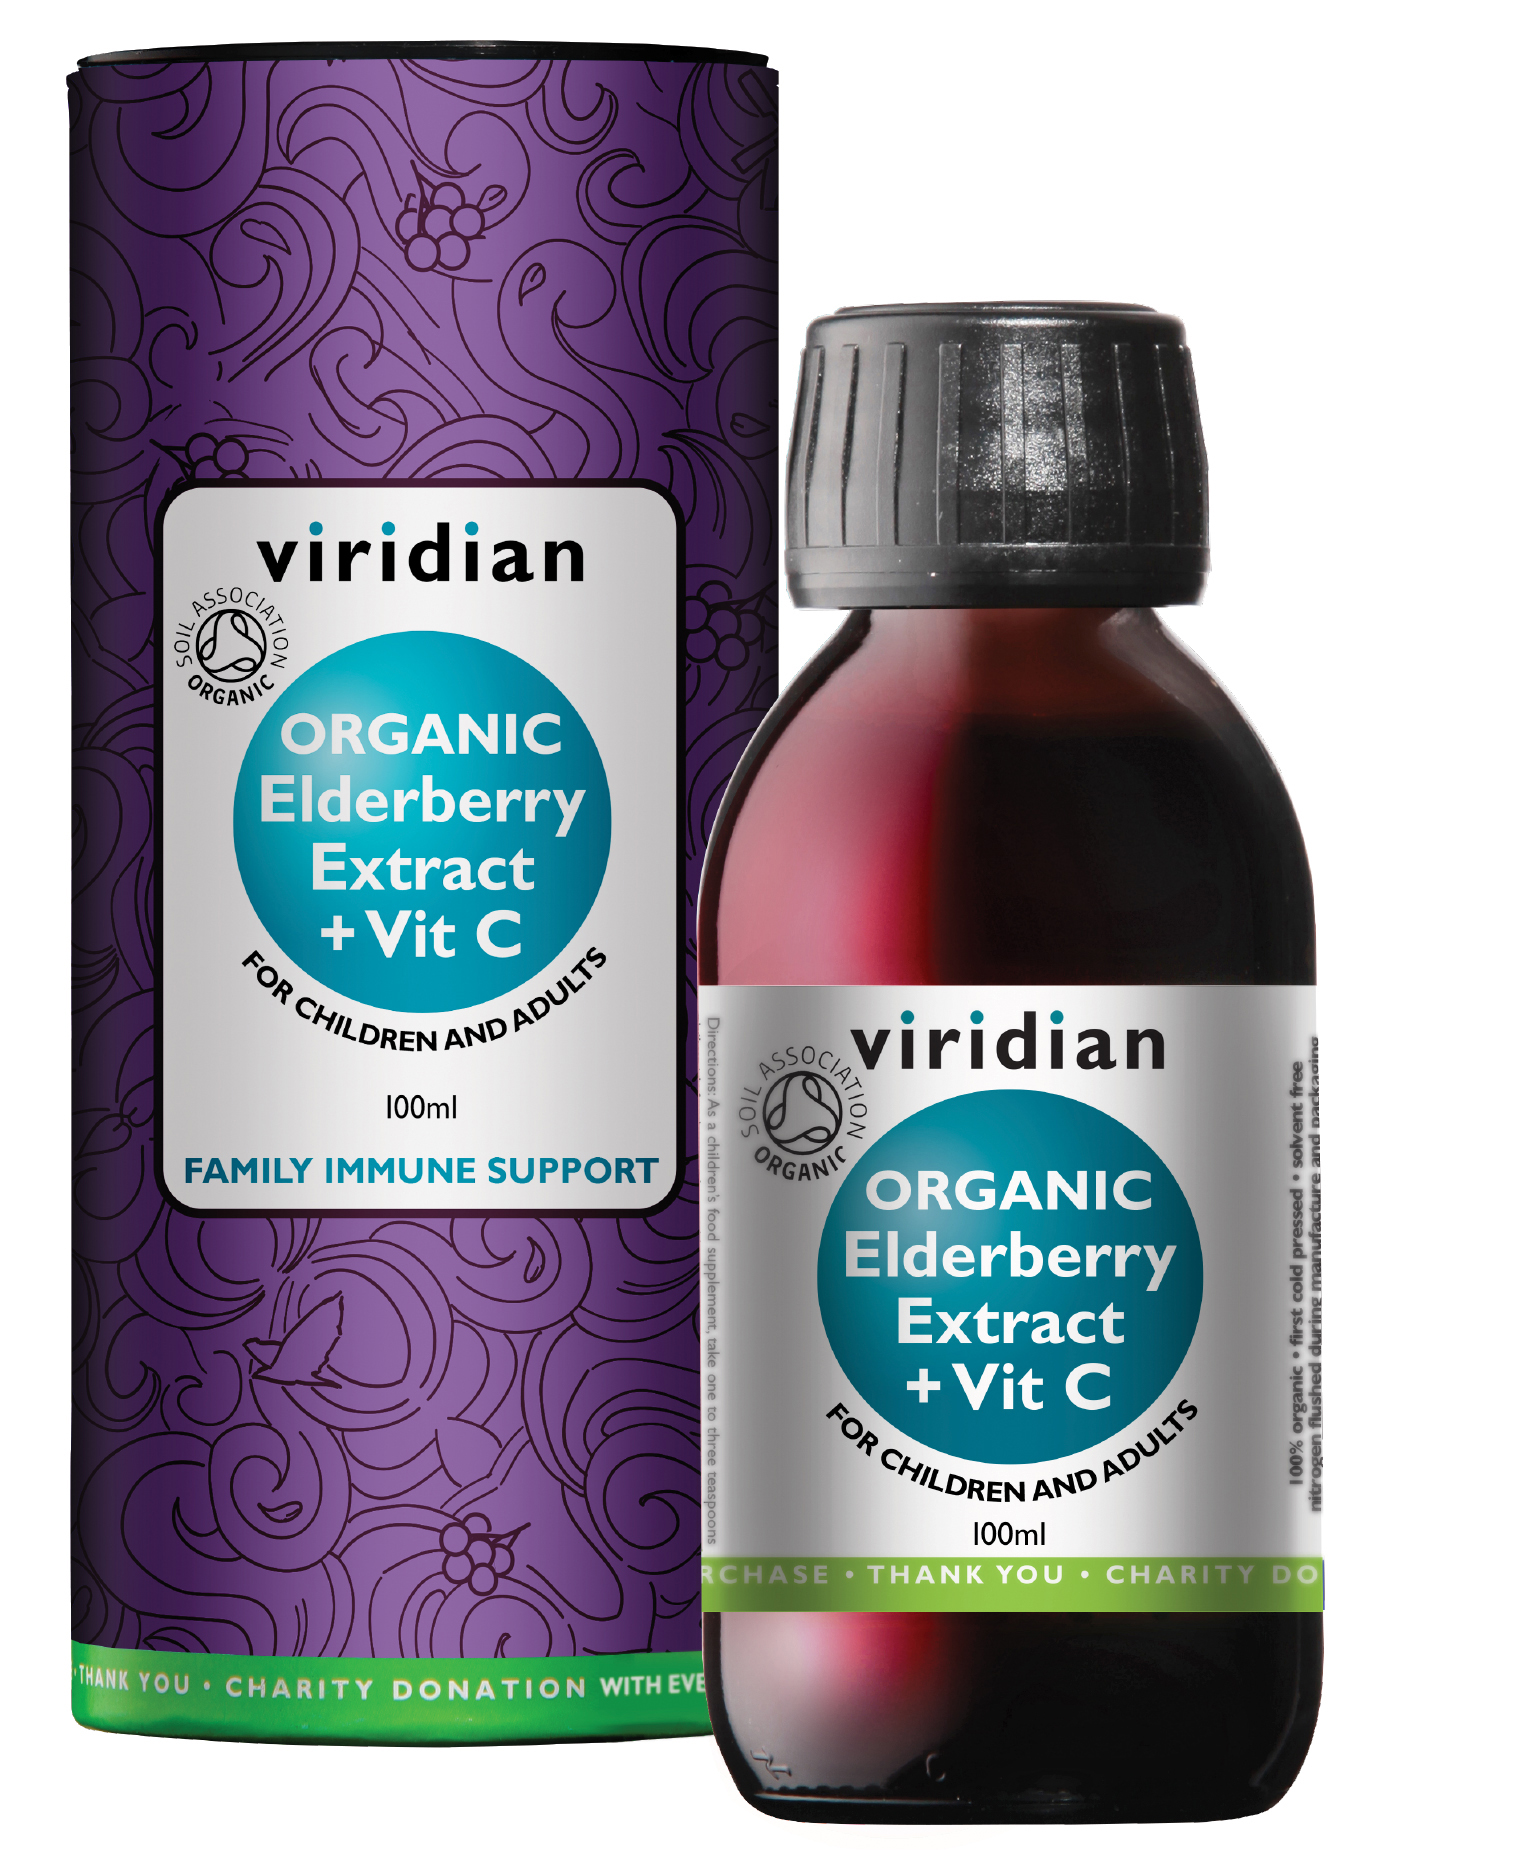 viridian
SOIL ASSOCIATION
ORGANIC
ORGANIC
Elderberry
Extract
+ Vit C
FOR CHILDREN AND ADULTS
100ml
FAMILY IMMUNE SUPPORT
• THANK YOU • CHARITY DONATION WITH EVE
viridian
SOIL ASSOCIATION
ORGANIC
ORGANIC
Elderberry
Extract
+ Vit C
FOR CHILDREN AND ADULTS
100ml
RCHASE • THANK YOU • CHARITY DO
Directions: As a children's food supplement, take one to three teaspoons
100% organic • first cold pressed • solvent free
nitrogen flushed during manufacture and packaging